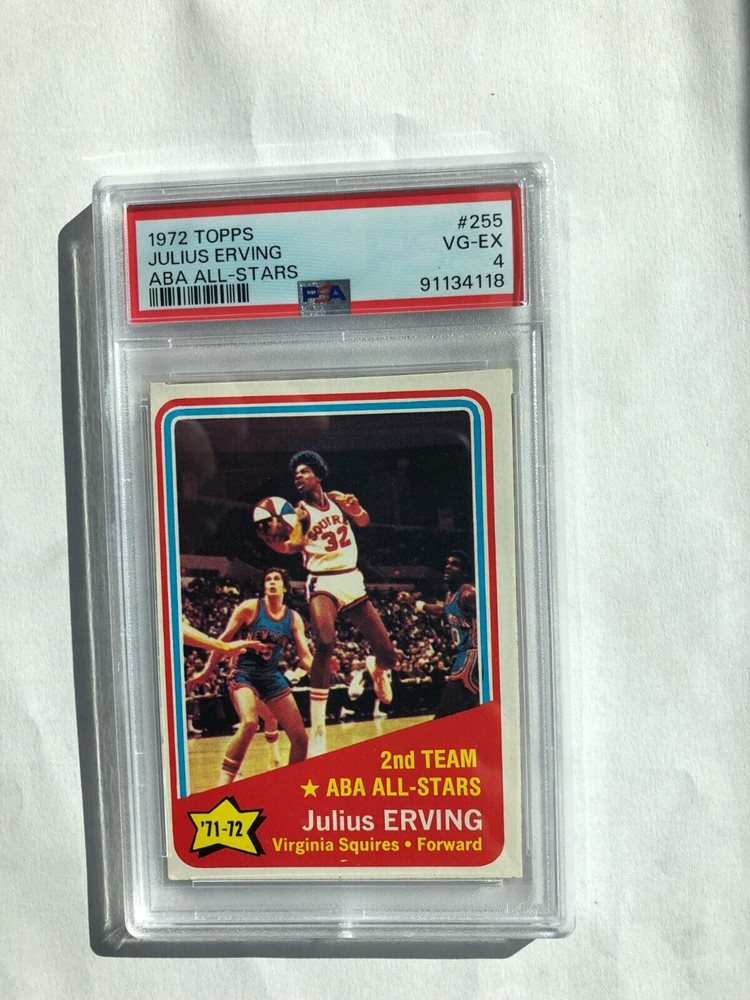 1972 TOPPS #255
JULIUS ERVING VG-EX
ABA ALL-STARS 4
PSA 91134118
SQUIR
32
2nd TEAM
★ ABA ALL-STARS
'71-72
Julius ERVING
Virginia Squires • Forward